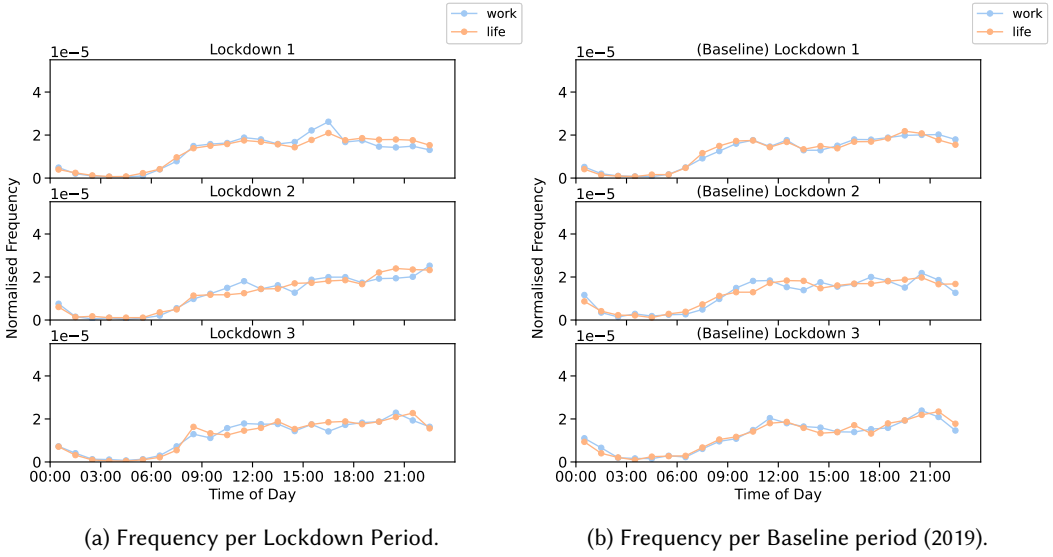 work
life
work
life
1e−5
Lockdown 1
1e−5
(Baseline) Lockdown 1
4
2
0
4
2
0
1e−5
Lockdown 2
1e−5
(Baseline) Lockdown 2
4
2
0
4
2
0
Normalised Frequency
Normalised Frequency
1e−5
Lockdown 3
1e−5
(Baseline) Lockdown 3
4
2
0
4
2
0
00:00 03:00 06:00 09:00 12:00 15:00 18:00 21:00
00:00 03:00 06:00 09:00 12:00 15:00 18:00 21:00
Time of Day
Time of Day
(a) Frequency per Lockdown Period.
(b) Frequency per Baseline period (2019).